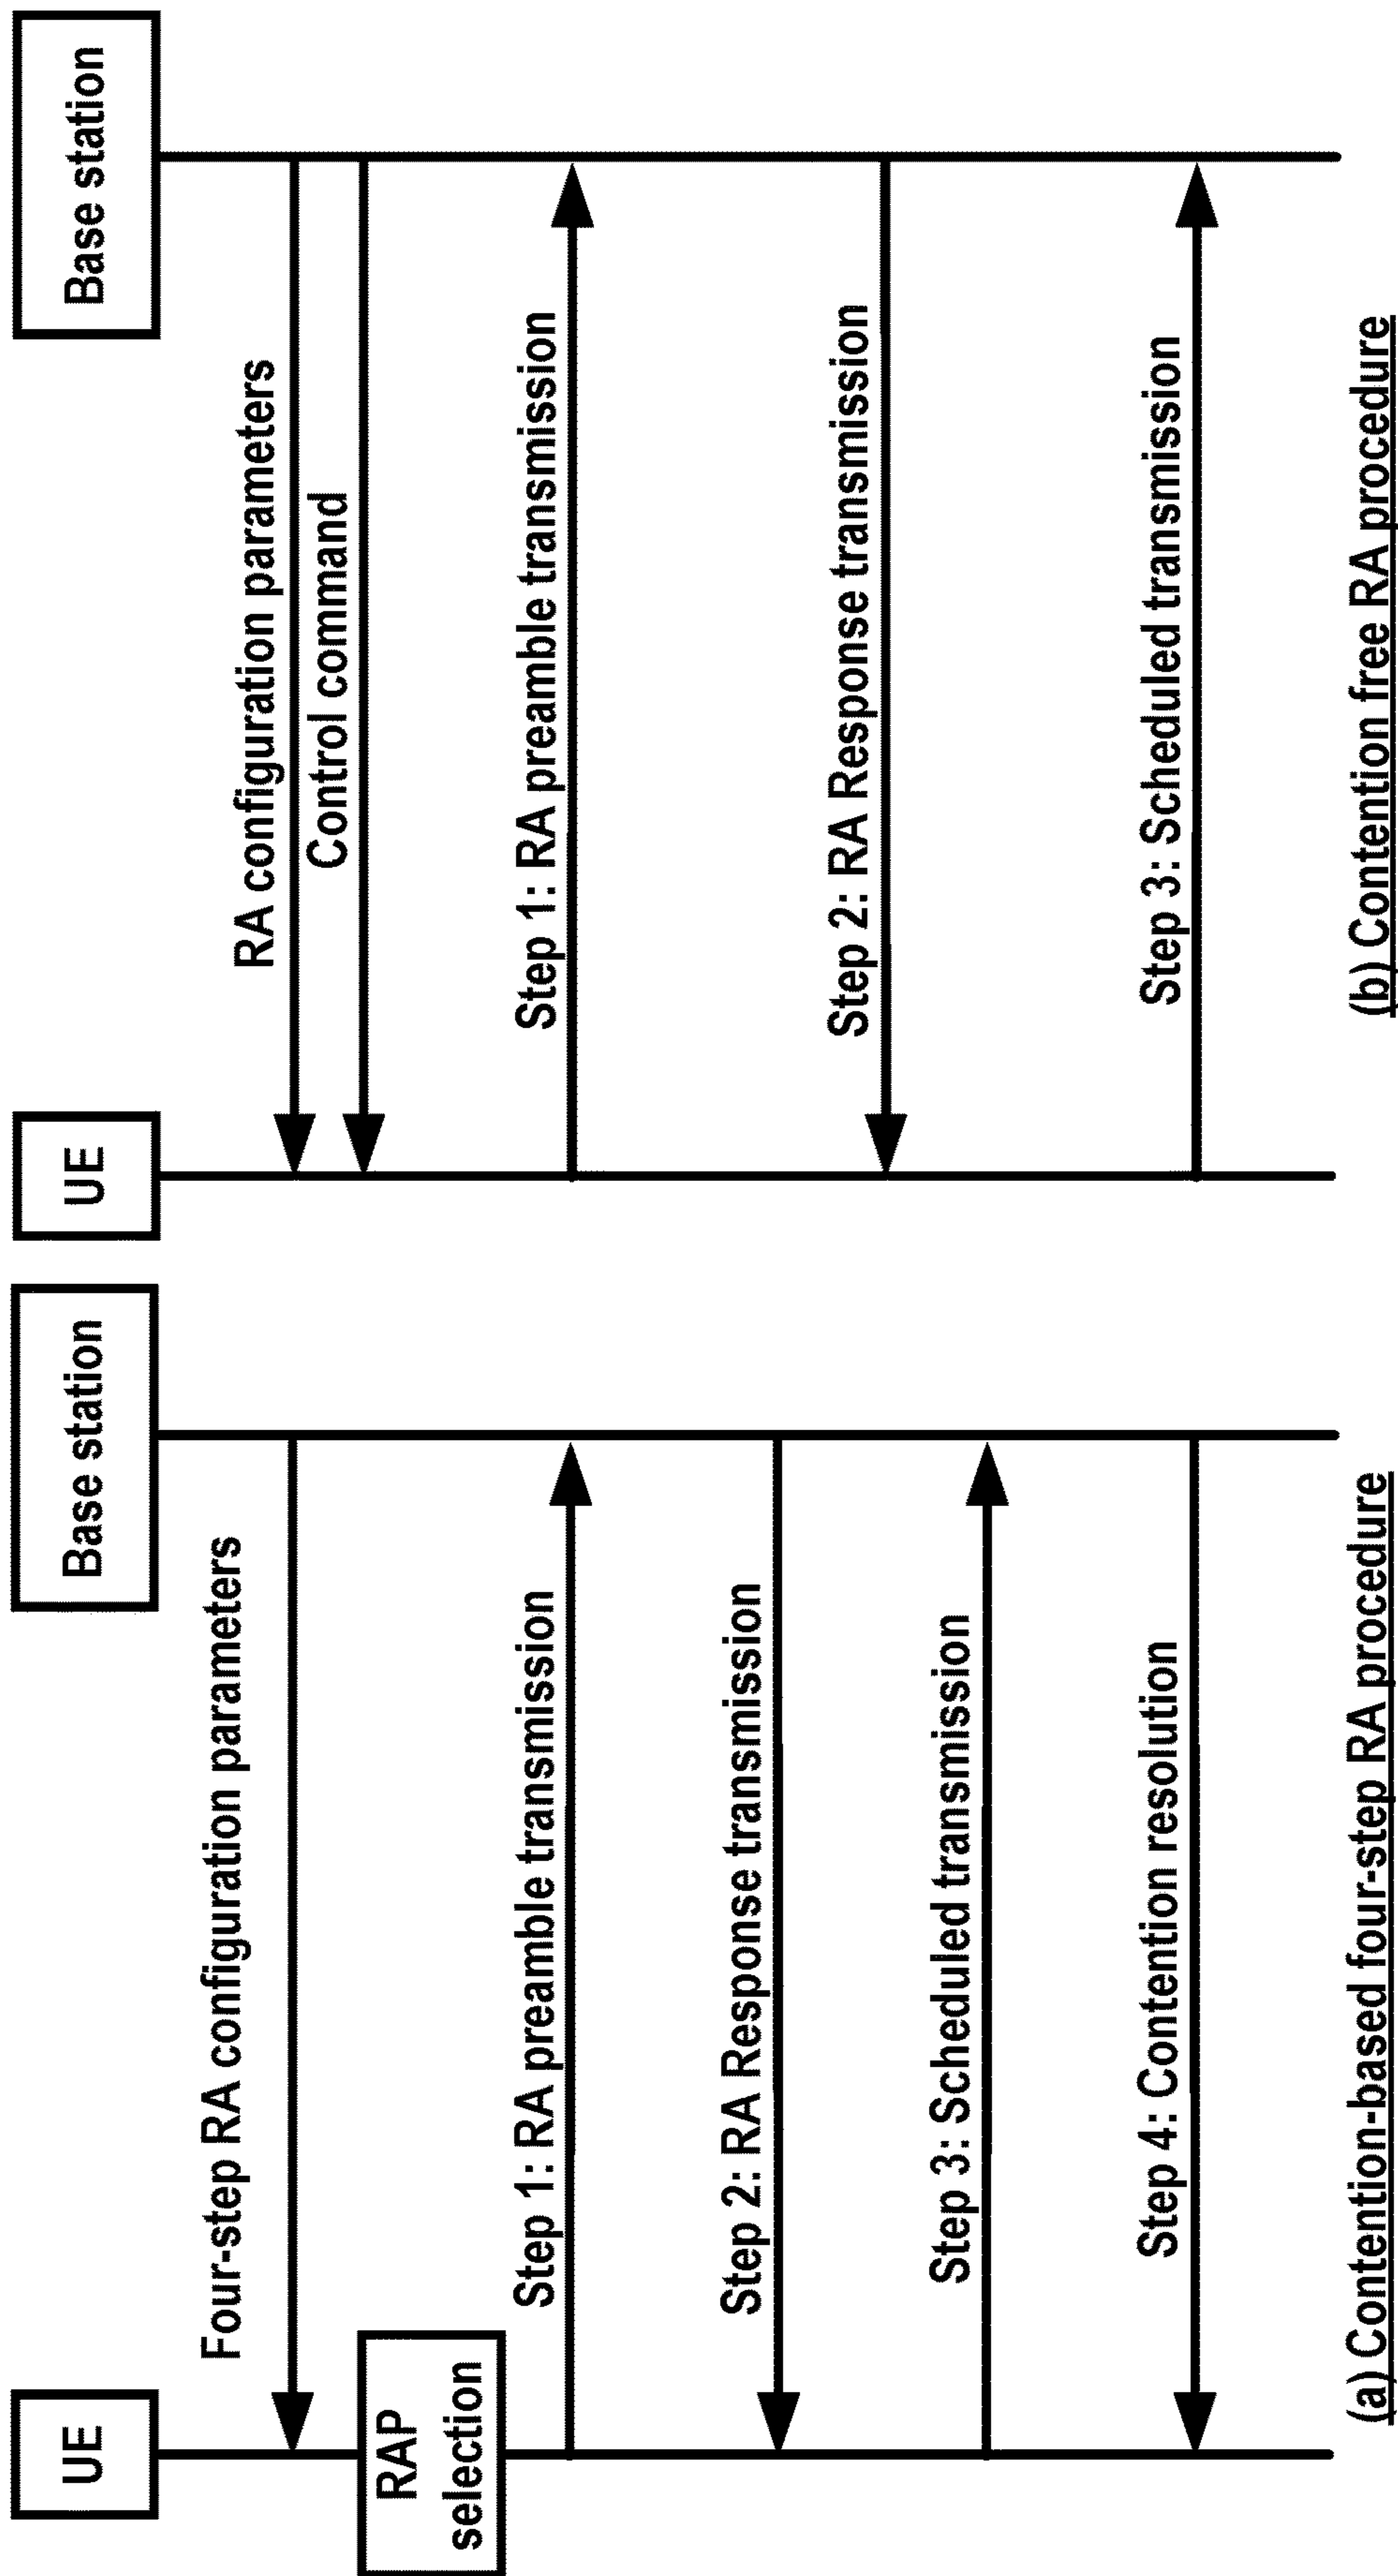 UE
Base station
Four-step RA configuration parameters
RAP
selection
Step 1: RA preamble transmission
Step 2: RA Response transmission
Step 3: Scheduled transmission
Step 4: Contention resolution
(a) Contention-based four-step RA procedure
UE
Base station
RA configuration parameters
Control command
Step 1: RA preamble transmission
Step 2: RA Response transmission
Step 3: Scheduled transmission
(b) Contention free RA procedure